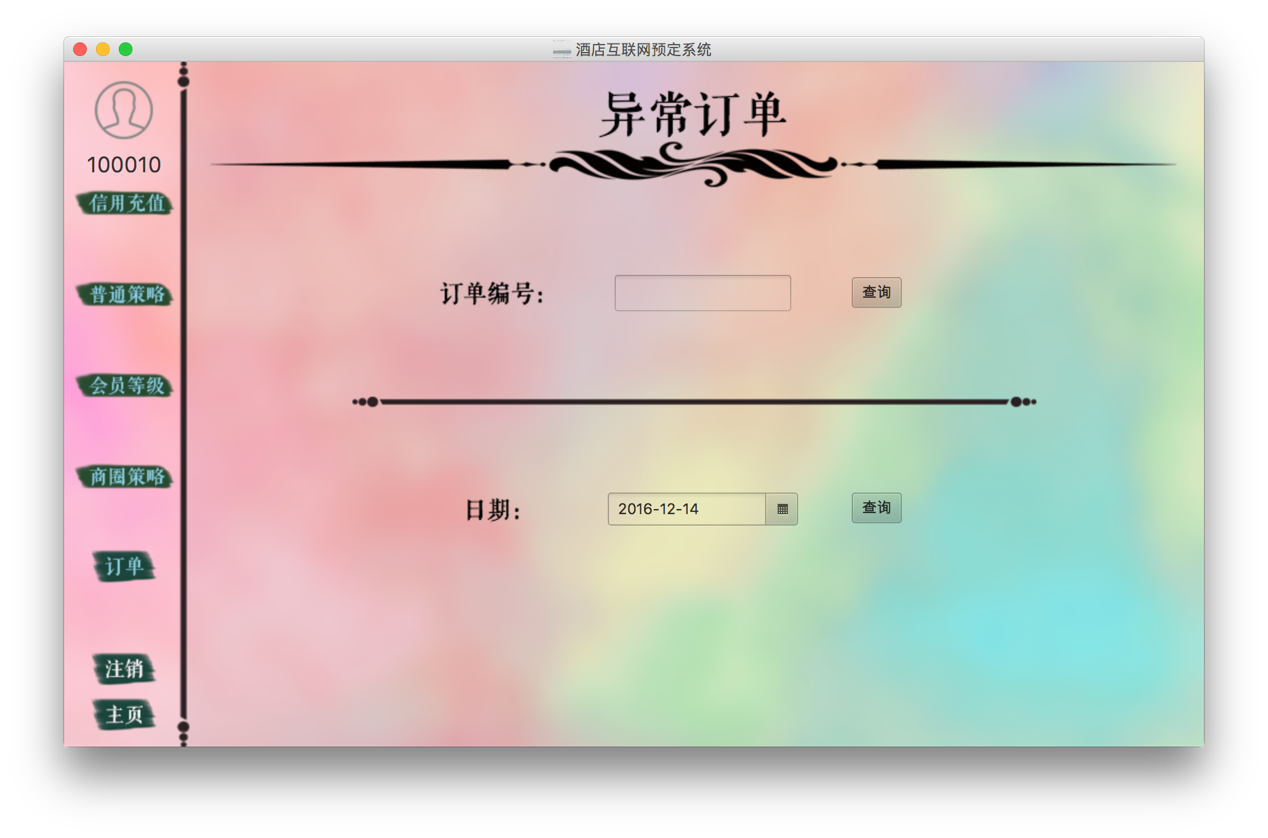 酒店互联网预定系统
100010
信用充值
普通策略
会员等级
商圈策略
订单
注销
主页
异常订单
订单编号: 查询
日期: 2016-12-14 查询